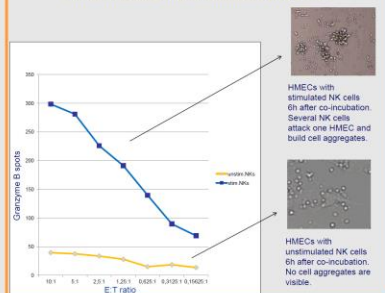 HMECs with
stimulated NK cells
6h after co-incubation.
Several NK cells
attack one HMEC and
build cell aggregates.
350
300
250
200
150
100
50
0
Granzyme B spots
unstim NKs
stim NKs
10:1 5:1 2,5:1 1,25:1 0,625:1 0,3125:1 0,15625:1
E:T ratio
HMECs with
unstimulated NK cells
6h after co-incubation.
No cell aggregates are
visible.